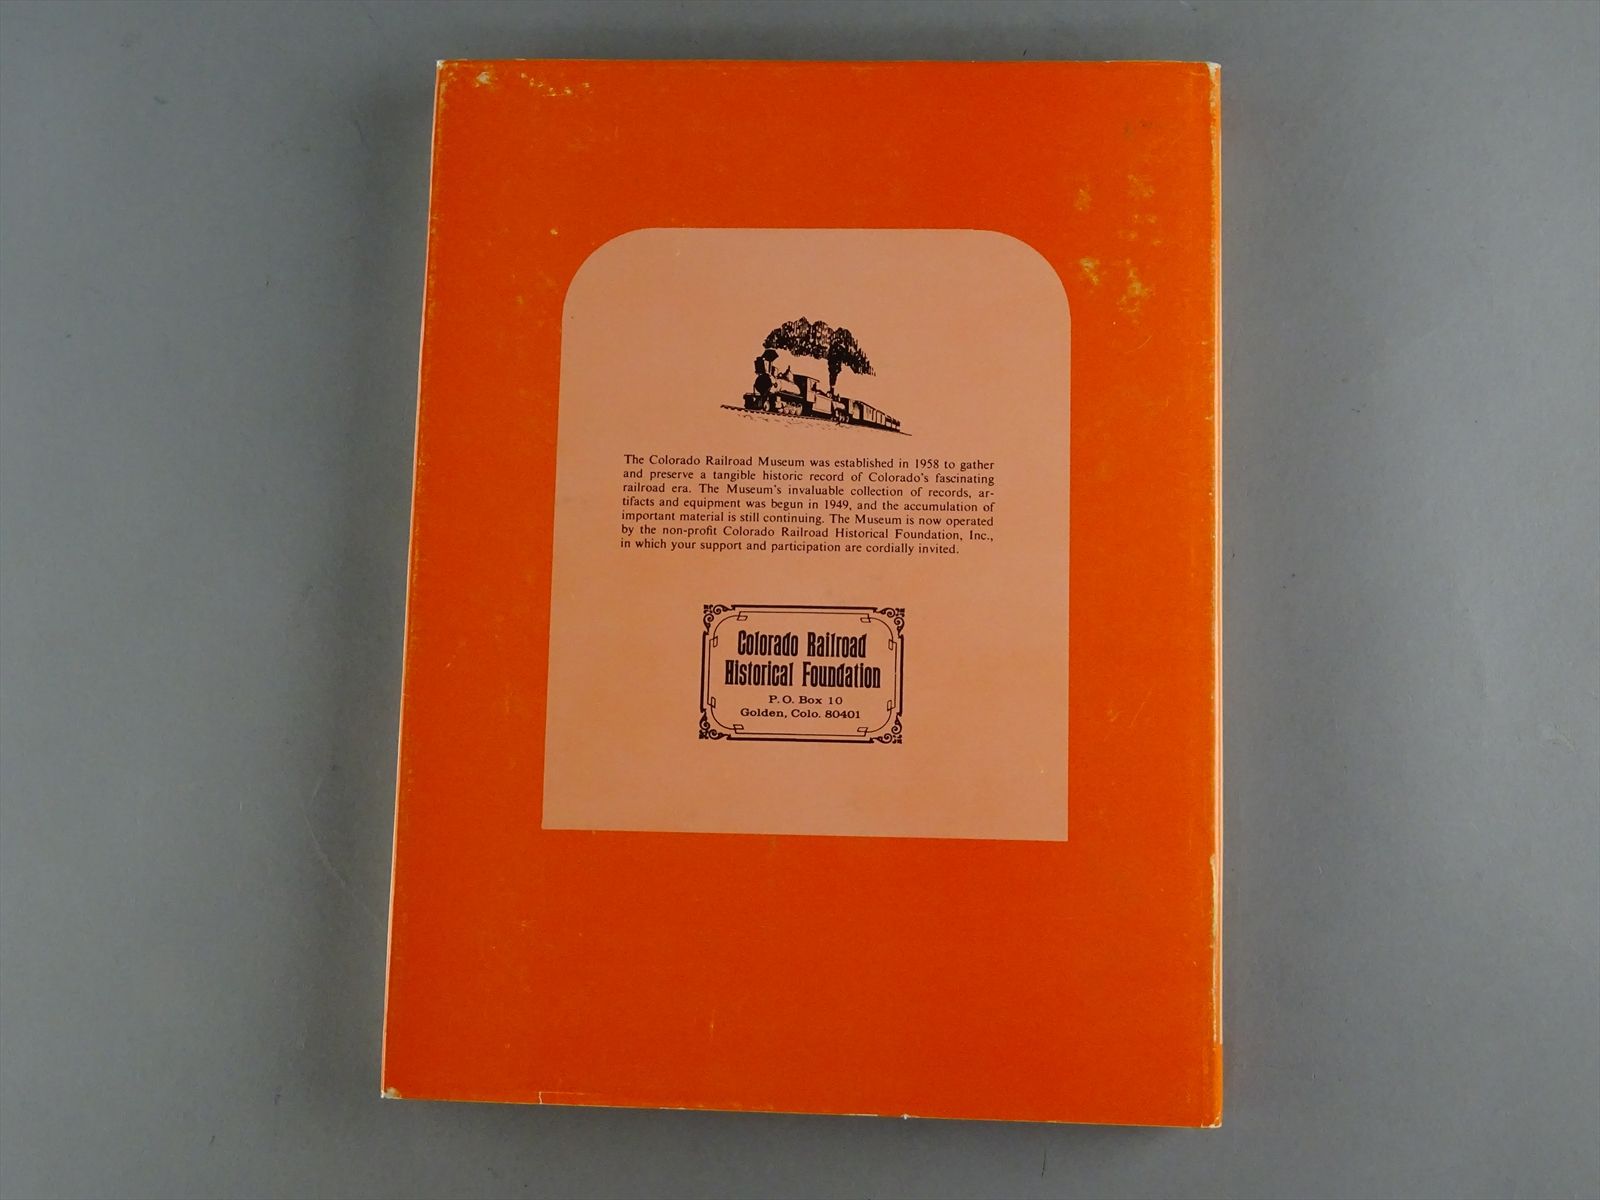 The Colorado Railroad Museum was established in 1958 to gather
and preserve a tangible historic record of Colorado's fascinating
railroad era. The Museum's invaluable collection of records, ar-
tifacts and equipment was begun in 1949, and the accumulation of
important material is still continuing. The Museum is now operated
by the non-profit Colorado Railroad Historical Foundation, Inc.,
in which your support and participation are cordially invited.
Colorado Railroad
Historical Foundation
P.O. Box 10
Golden, Colo. 80401